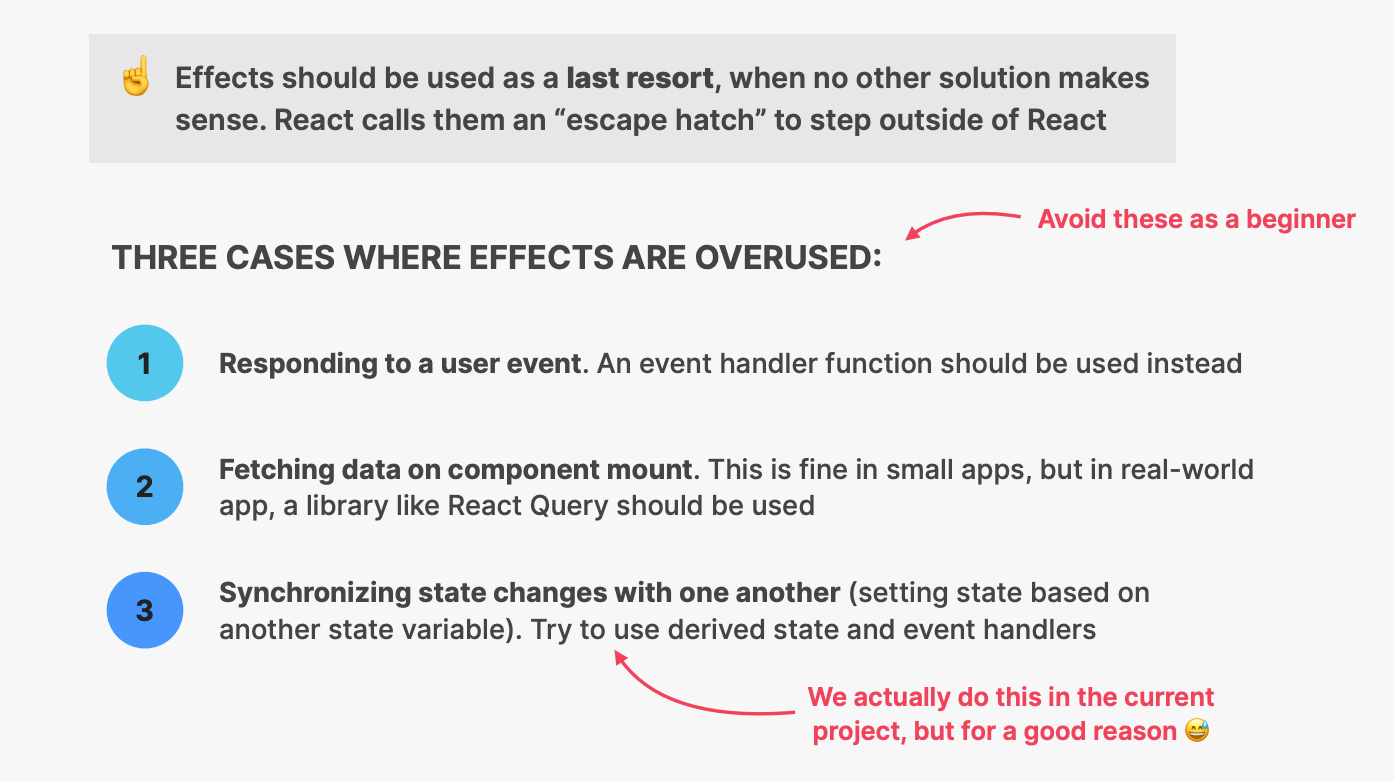 ☝️ Effects should be used as a last resort, when no other solution makes
sense. React calls them an “escape hatch” to step outside of React
Avoid these as a beginner
THREE CASES WHERE EFFECTS ARE OVERUSED:
1
Responding to a user event. An event handler function should be used instead
2
Fetching data on component mount. This is fine in small apps, but in real-world
app, a library like React Query should be used
3
Synchronizing state changes with one another (setting state based on
another state variable). Try to use derived state and event handlers
We actually do this in the current
project, but for a good reason 😅